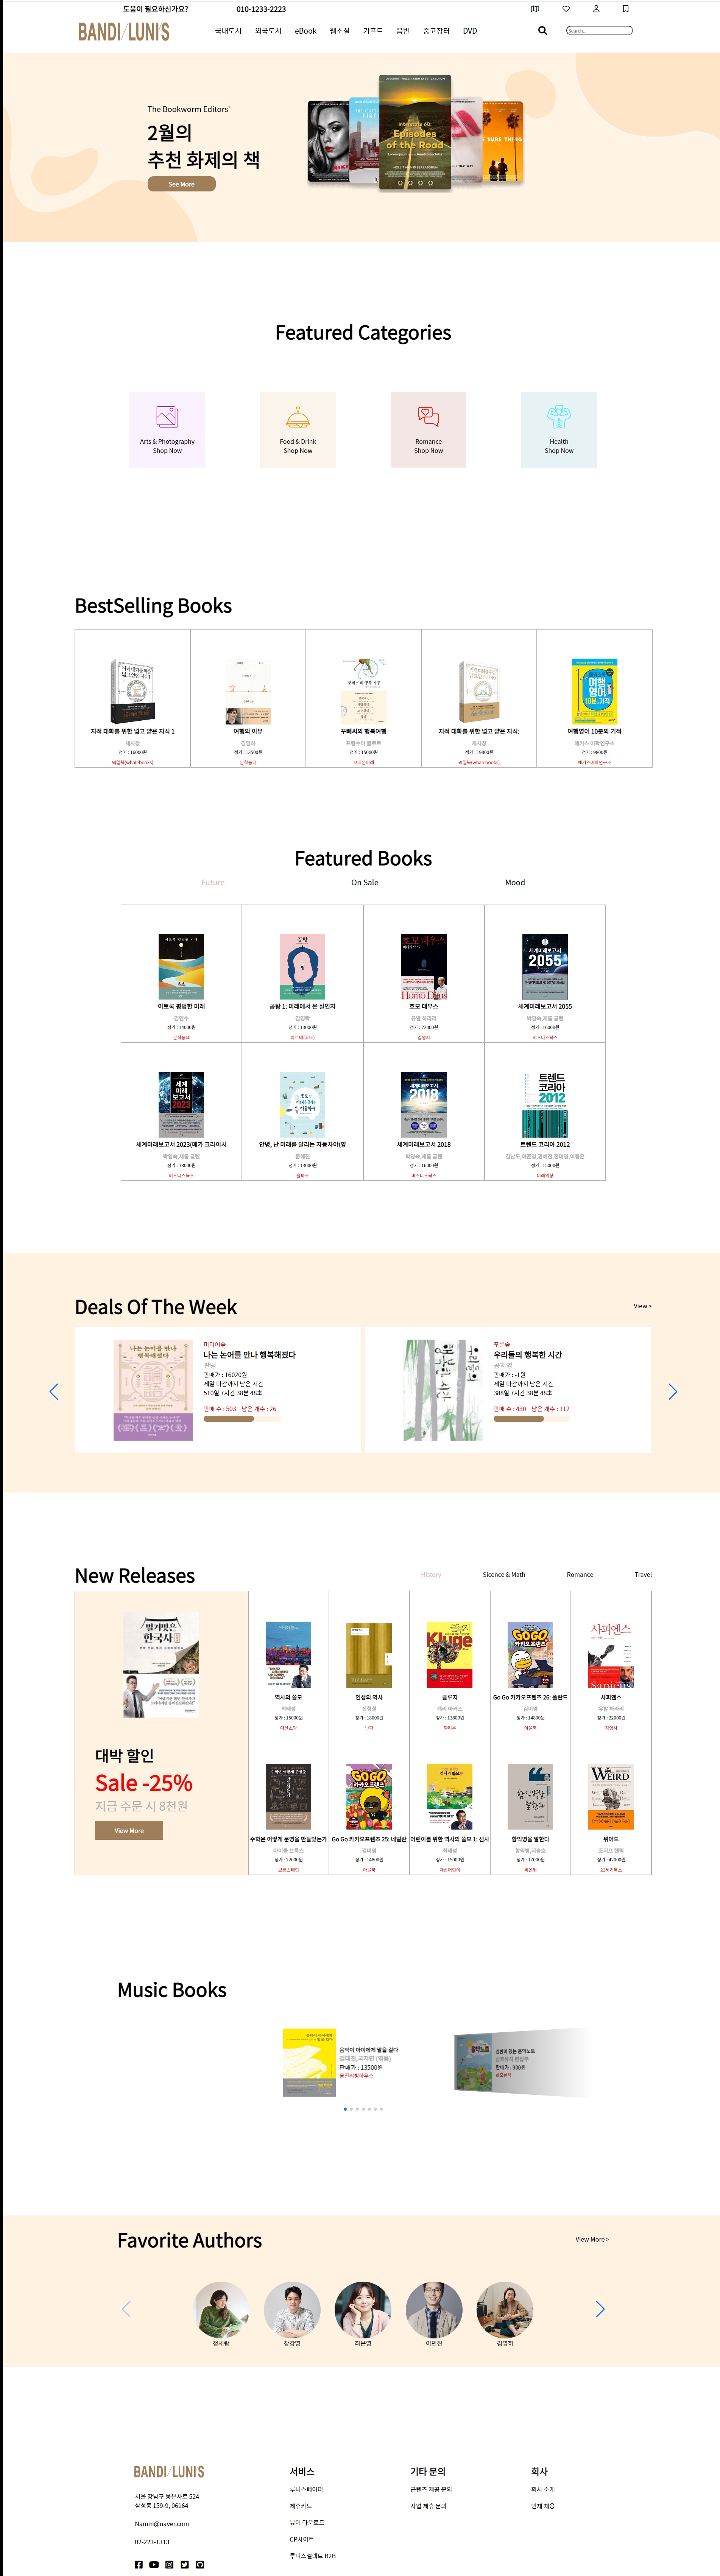 도움이 필요하신가요? 010-1233-2223
BANDI/LUNIS 국내도서 외국도서 eBook 웹소설 기프트 음반 중고장터 DVD Search...
The Bookworm Editors'
2월의
추천 화제의 책
See More
Episodes
of the Road
Featured Categories
Arts & Photography
Shop Now
Food & Drink
Shop Now
Romance
Shop Now
Health
Shop Now
BestSelling Books
지적 대화를 위한 넓고 얕은 지식 1
채사장
정가 : 16000원
웨일북(whalebooks)
여행의 이유
김영하
정가 : 13500원
문학동네
꾸뻬씨의 행복여행
프랑수아 를로르
정가 : 15000원
오래된미래
지적 대화를 위한 넓고 얕은 지식:
채사장
정가 : 19800원
웨일북(whalebooks)
여행영어 10분의 기적
해커스 어학연구소
정가 : 9800원
해커스어학연구소
Featured Books
Future On Sale Mood
이토록 평범한 미래
김연수
정가 : 14000원
문학동네
곰탕 1: 미래에서 온 살인자
김영탁
정가 : 13000원
아르테(arte)
호모 데우스
유발 하라리
정가 : 22000원
김영사
세계미래보고서 2055
박영숙,제롬 글렌
정가 : 16000원
비즈니스북스
세계미래보고서 2023(메가 크라이시
박영숙,제롬 글렌
정가 : 18000원
비즈니스북스
안녕, 난 미래를 달리는 자동차야(양
문혜진
정가 : 13000원
올파소
세계미래보고서 2018
박영숙,제롬 글렌
정가 : 16000원
비즈니스북스
트렌드 코리아 2012
정가 : 15000원
미래의창
Deals Of The Week
View >
미디어숲
나는 논어를 만나 행복해졌다
판덩
판매가 : 16020원
세일 마감까지 남은 시간
510일 7시간 38분 48초
판매 수 : 503 남은 개수 : 26
푸른숲
우리들의 행복한 시간
공지영
판매가 : -1원
세일 마감까지 남은 시간
388일 7시간 38분 48초
판매 수 : 430 남은 개수 : 112
New Releases
History Sicence & Math Romance Travel
벌거벗은
한국사
대박 할인
Sale -25%
지금 주문 시 8천원
View More
역사의 쓸모
최태성
정가 : 15000원
다산초당
인생의 역사
신형철
정가 : 18000원
난다
클루지
개리 마커스
정가 : 13800원
갤리온
Go Go 카카오프렌즈 26: 폴란드
김미영
정가 : 14800원
아울북
사피엔스
유발 하라리
정가 : 22000원
김영사
수학은 어떻게 문명을 만들었는가
마이클 브룩스
정가 : 22000원
브론스테인
Go Go 카카오프렌즈 25: 네덜란
김미영
정가 : 14800원
아울북
어린이를 위한 역사의 쓸모 1: 선사
최태성
정가 : 15000원
다산어린이
함익병을 말한다
함익병,지승호
정가 : 17000원
비온뒤
위어드
조지프 헨릭
정가 : 42000원
21세기북스
Music Books
음악이 아이에게 말을 걸다
김대진,국지연 (엮음)
판매가 : 13500원
웅진리빙하우스
건반이 있는 음악노트
판매가 : 900원
Favorite Authors
View More >
정세랑 장강명 최은영 이민진 김영하
BANDI/LUNIS
서울 강남구 봉은사로 524
삼성동 159-9, 06164
Namm@naver.com
02-223-1313
서비스
루니스페이퍼
제휴카드
뷰어 다운로드
CP사이트
루니스셀렉트 B2B
기타 문의
콘텐츠 제공 문의
사업 제휴 문의
회사
회사 소개
인재 채용